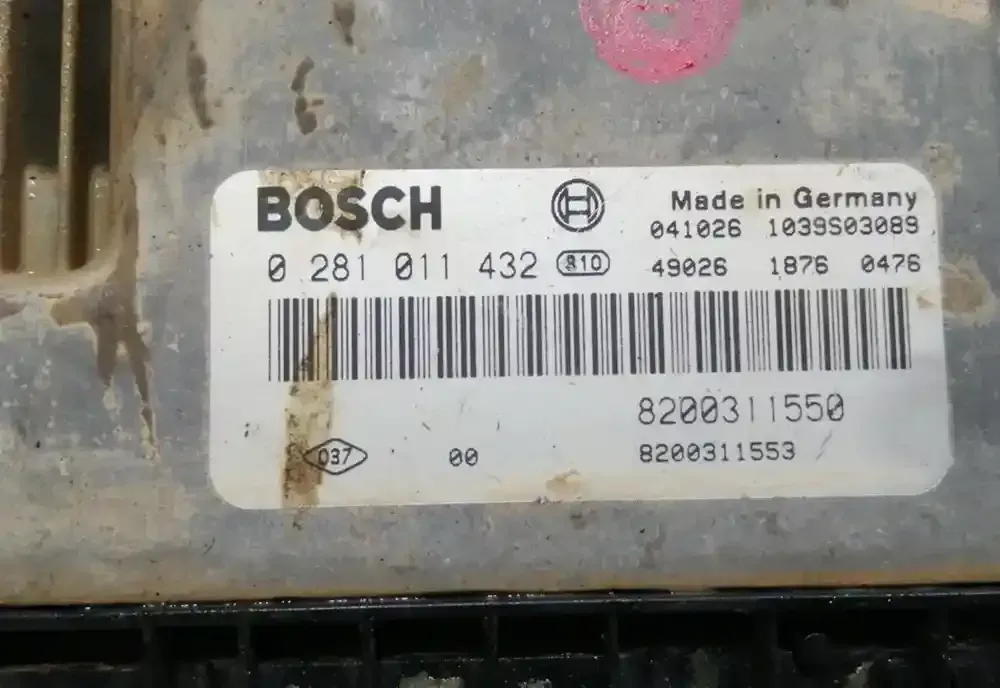 BOSCH
Made in Germany
041026 1039S03089
0 281 011 432 810
49026 1876 0476
8200311550
037 00 8200311553